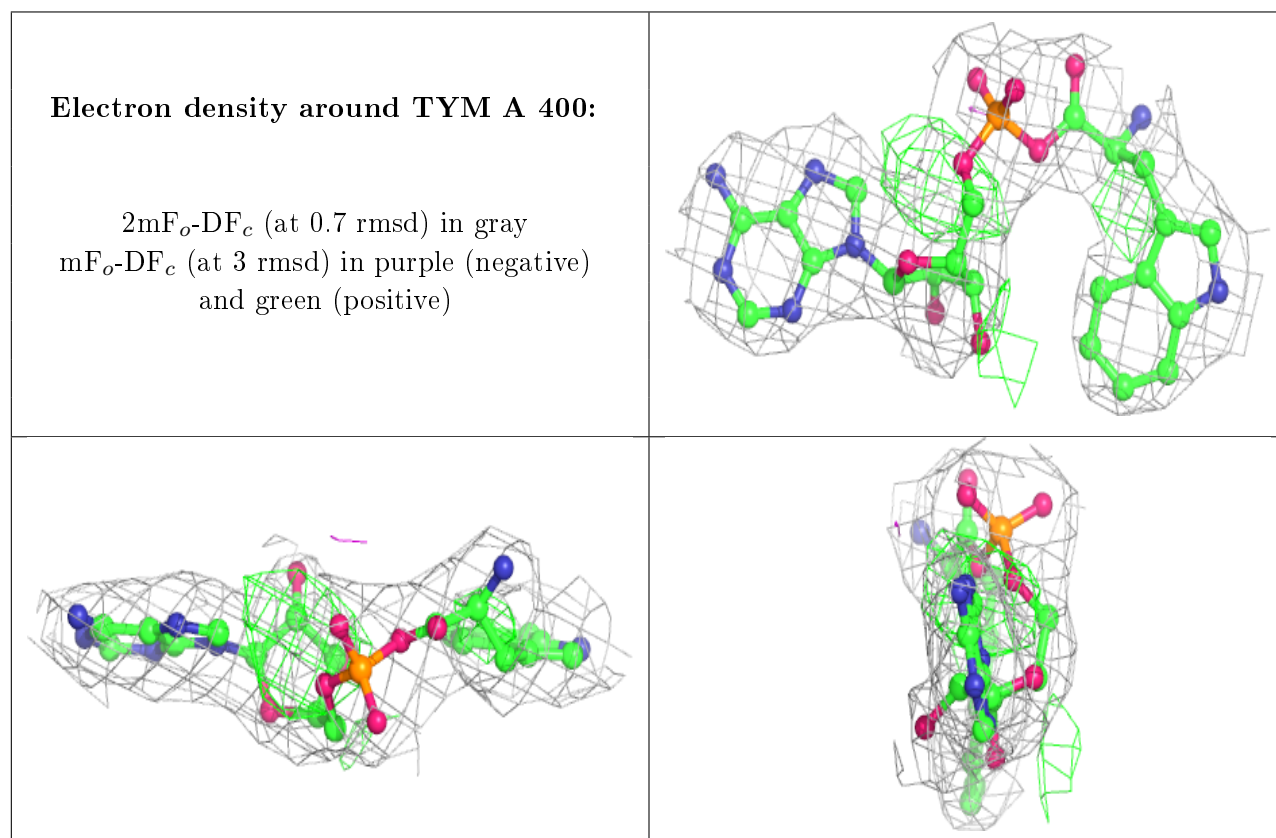 Electron density around TYM A 400:
2mFₒ-DF𝒸 (at 0.7 rmsd) in gray
mFₒ-DF𝒸 (at 3 rmsd) in purple (negative)
and green (positive)